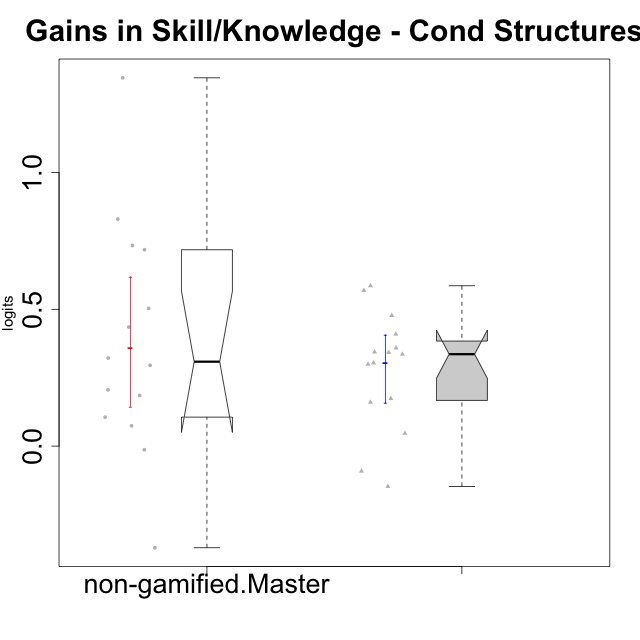 Gains in Skill/Knowledge - Cond Structures
logits
1.0
0.5
0.0
non-gamified.Master